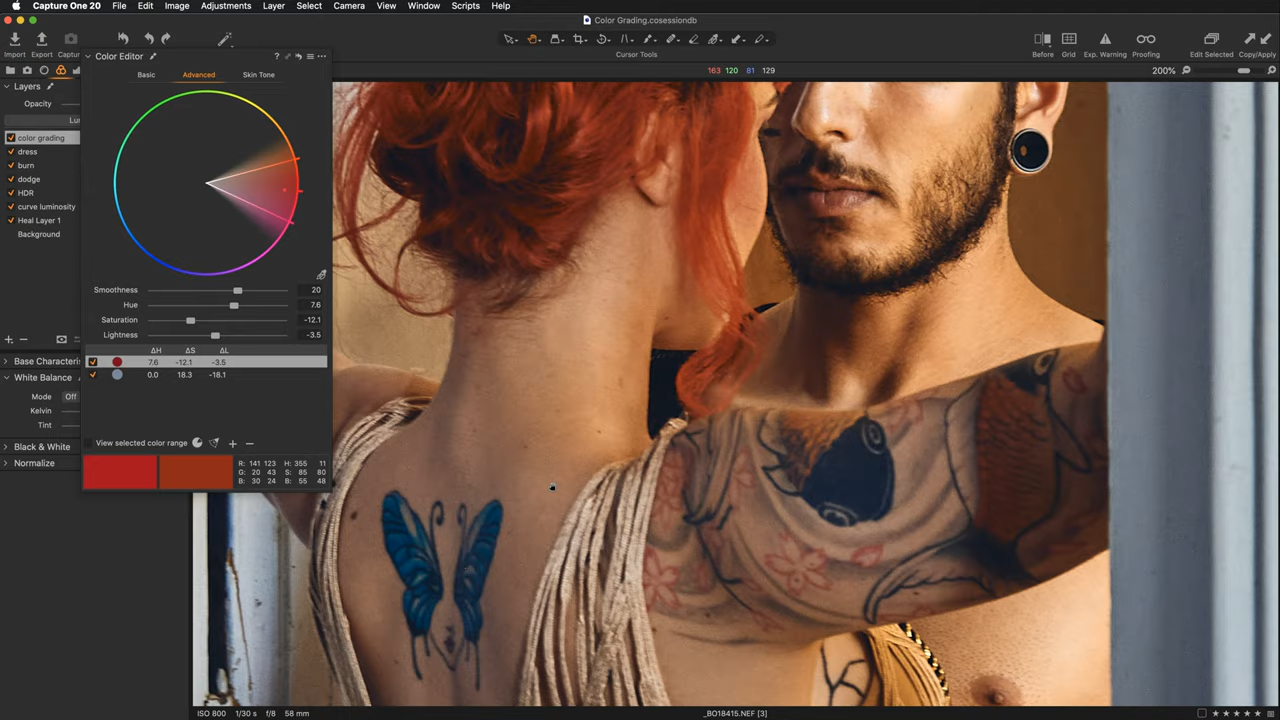 Capture One 20 File Edit Image Adjustments Layer Select Camera View Window Scripts Help
Color Grading.cosessiondb
Import Export Captur Cursor Tools Before Grid Exp. Warning Proofing Edit Selected Copy/Apply
163 120 81 129 200%
Color Editor ? 
Basic Advanced Skin Tone
Layers
Opacity
Lu
color grading
dress
burn
dodge
HDR
curve luminosity
Heal Layer 1
Background
Smoothness 20
Hue 7.6
Saturation -12.1
Lightness -3.5
ΔH ΔS ΔL
7.6 -12.1 -3.5
0.0 18.3 -18.1
Base Characteris
White Balance
Mode Off
Kelvin
Tint
Black & White
Normalize
View selected color range
R: 141 123 H: 355 11
G: 20 43 S: 85 80
B: 30 24 B: 55 48
ISO 800 1/30 s f/8 58 mm _BO18415.NEF [3]